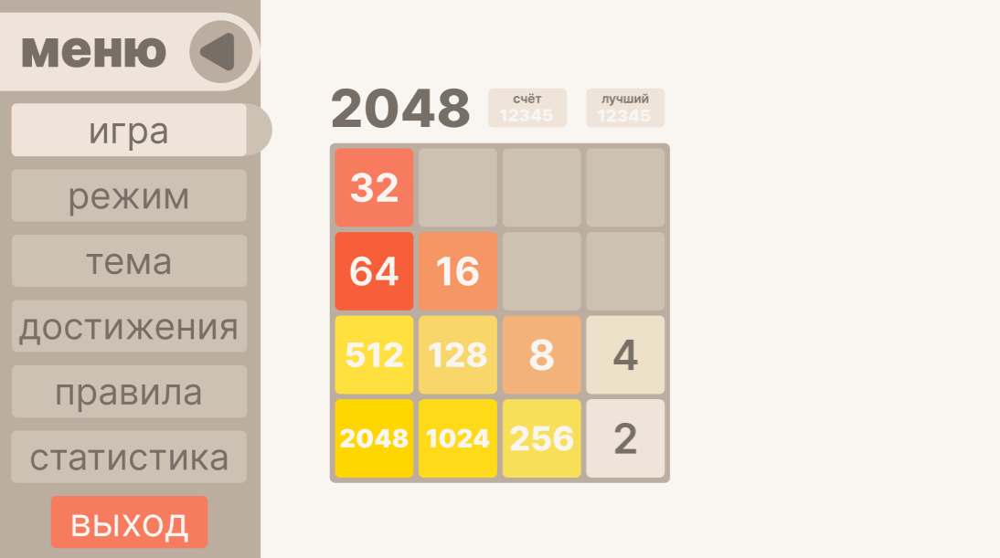 меню
игра
режим
тема
достижения
правила
статистика
выход
2048
счёт
12345
лучший
12345
32
64 16
512 128 8 4
2048 1024 256 2